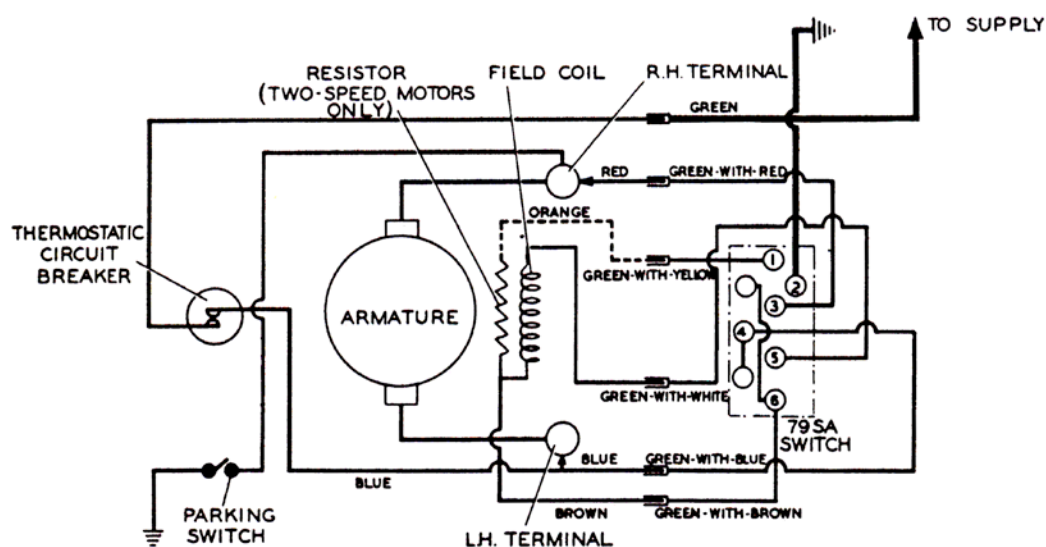 TO SUPPLY
RESISTOR
(TWO-SPEED MOTORS
ONLY)
FIELD COIL
R.H. TERMINAL
GREEN
RED
GREEN-WITH-RED
ORANGE
THERMOSTATIC
CIRCUIT
BREAKER
GREEN-WITH-YELLOW
1
2
3
ARMATURE
4
5
GREEN-WITH-WHITE
6
79SA
SWITCH
BLUE
BLUE
GREEN-WITH-BLUE
PARKING
SWITCH
BROWN
GREEN-WITH-BROWN
L.H. TERMINAL